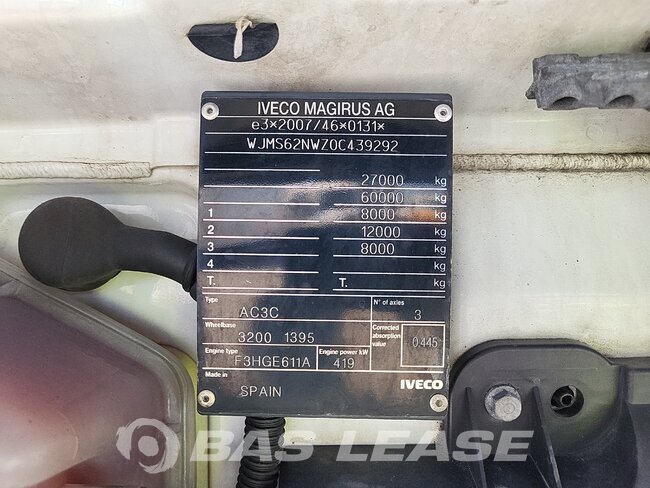 IVECO MAGIRUS AG
e3×2007/46×0131×
WJMS62NWZ0C439292
27000 kg
60000 kg
1 8000 kg
2 12000 kg
3 8000 kg
4 kg
T. T. kg
Type AC3C N° of axles 3
Wheelbase 3200 1395 Corrected absorption value 0.445
Engine type F3HGE611A Engine power kW 419
Made in SPAIN IVECO
BAS LEASE